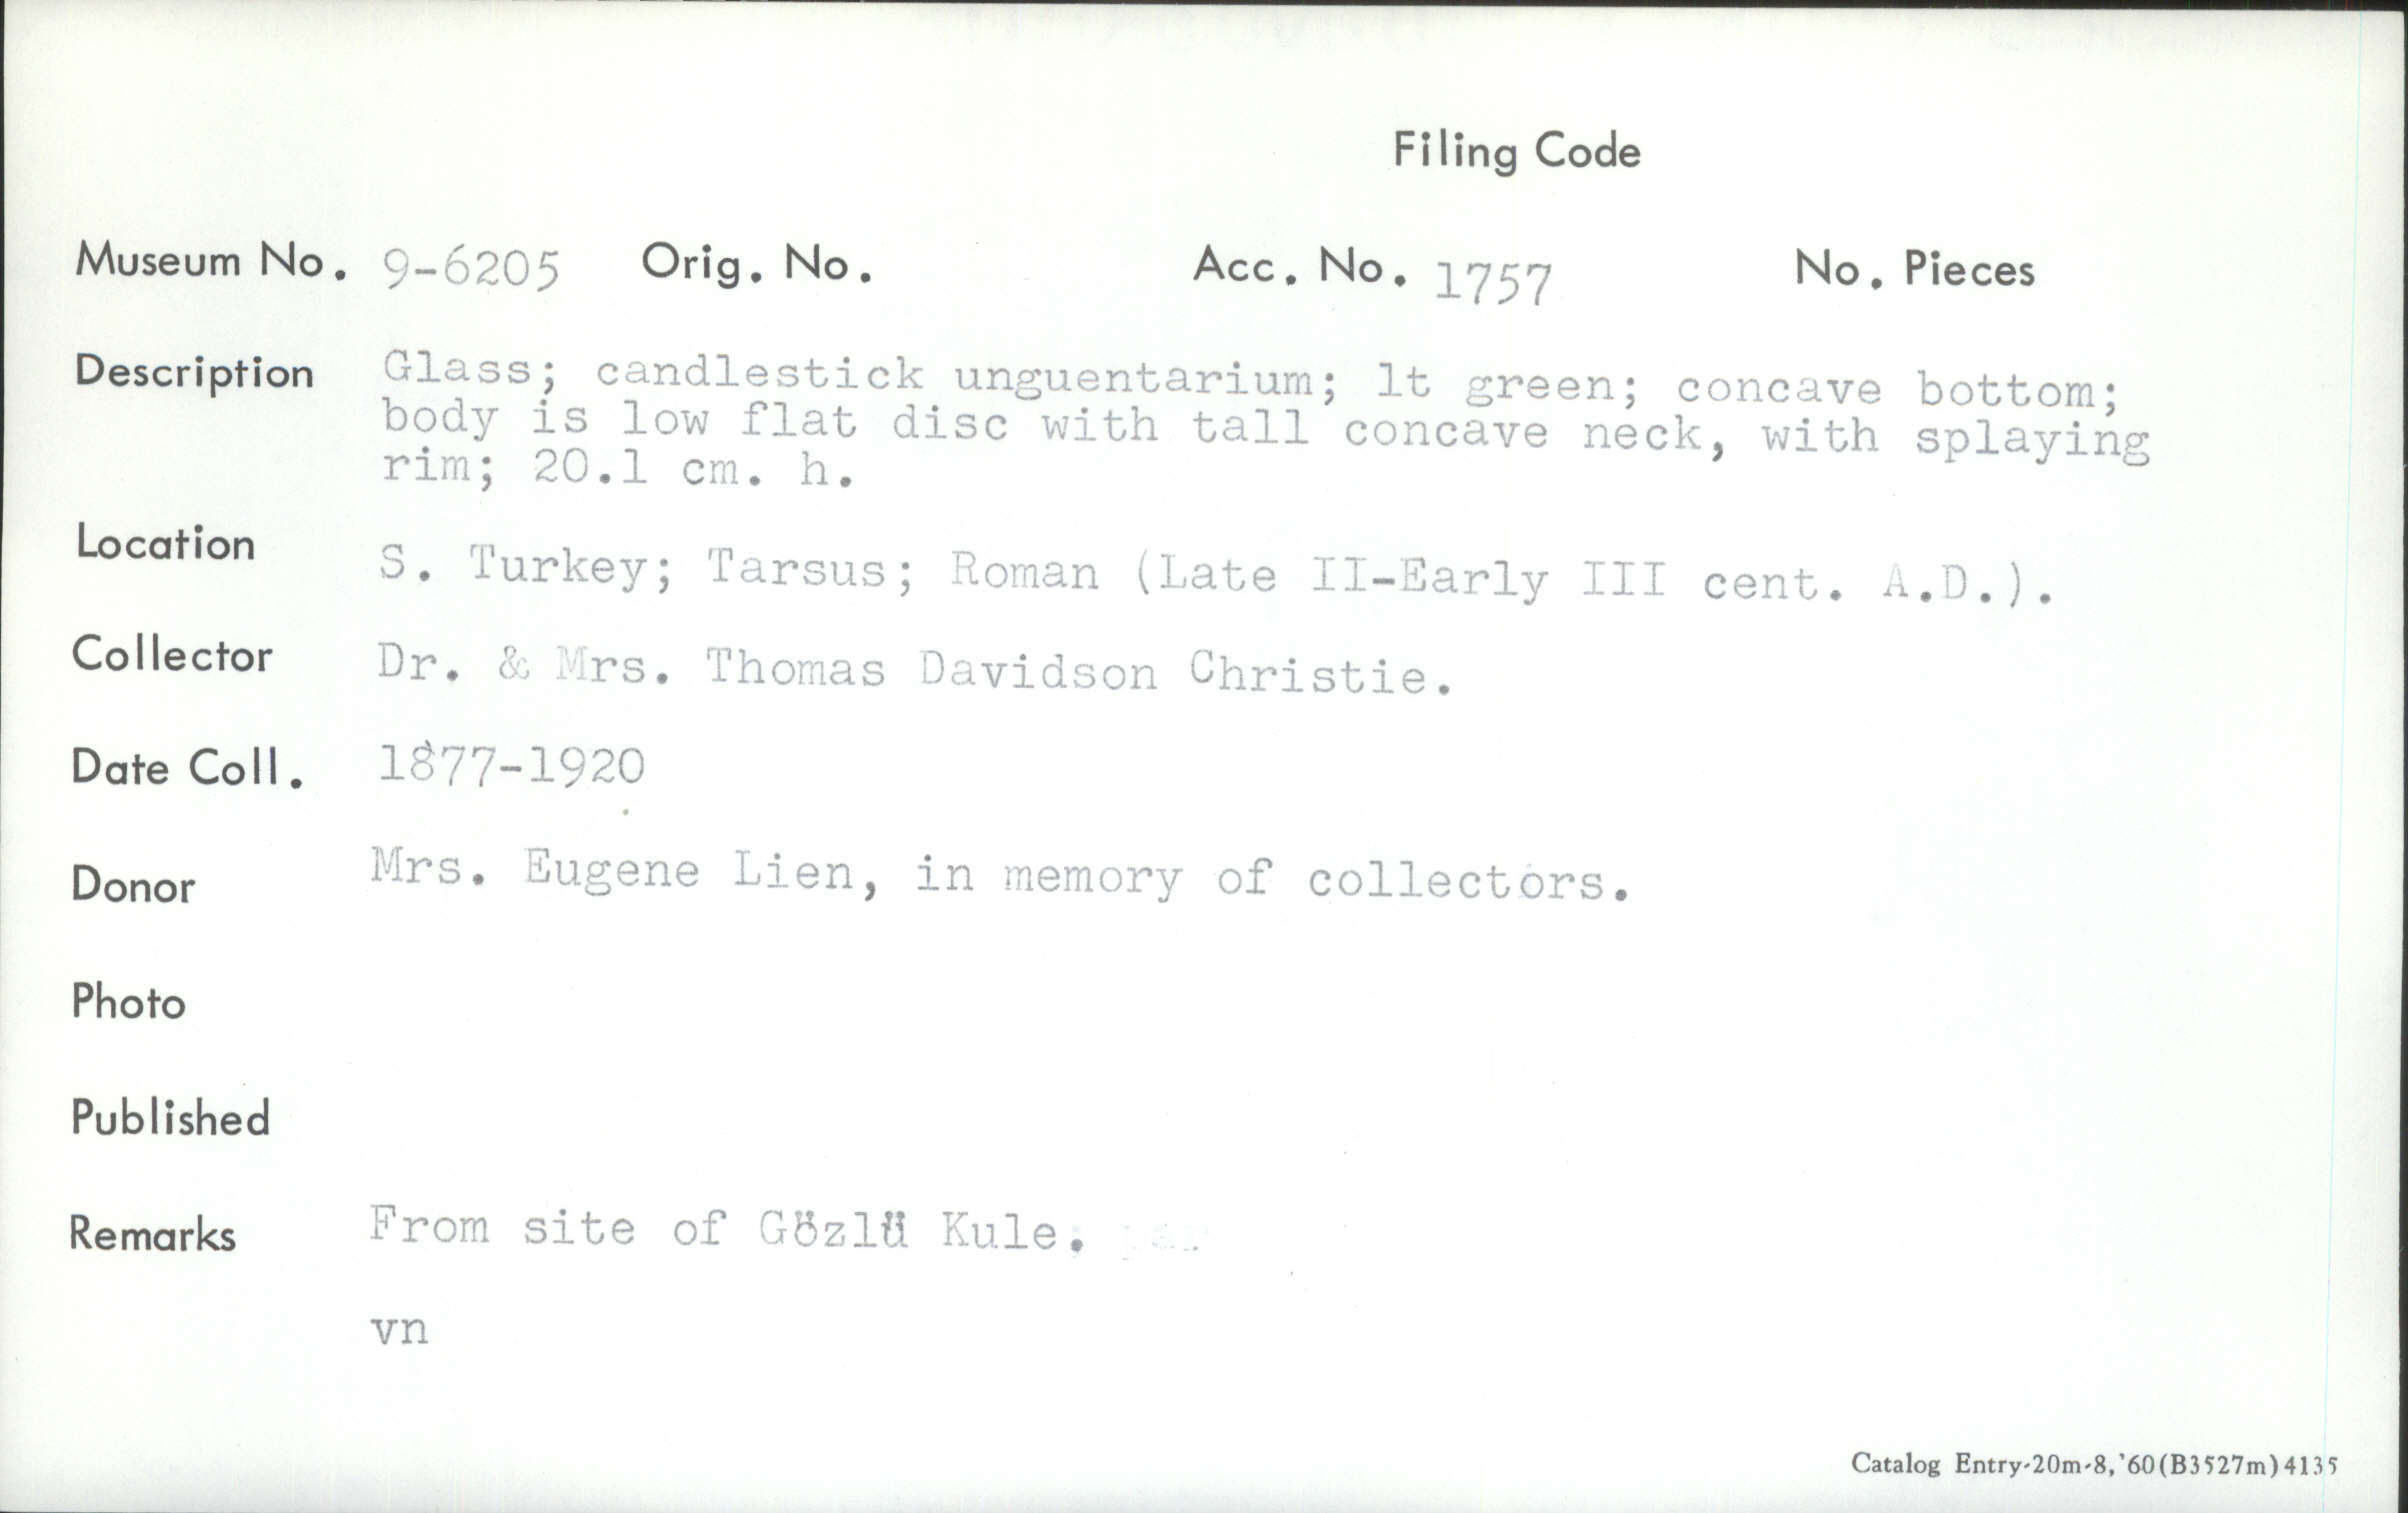 Filing Code
Museum No. 9-6205 Orig. No. Acc. No. 1757 No. Pieces
Description Glass; candlestick unguentarium; lt green; concave bottom;
body is low flat disc with tall concave neck, with splaying
rim; 20.1 cm. h.
Location S. Turkey; Tarsus; Roman (Late II-Early III cent. A.D.).
Collector Dr. & Mrs. Thomas Davidson Christie.
Date Coll. 1877-1920
Donor Mrs. Eugene Lien, in memory of collectors.
Photo
Published
Remarks From site of Gözlü Kule.
vn
Catalog Entry-20m-8,'60(B3527m)4135